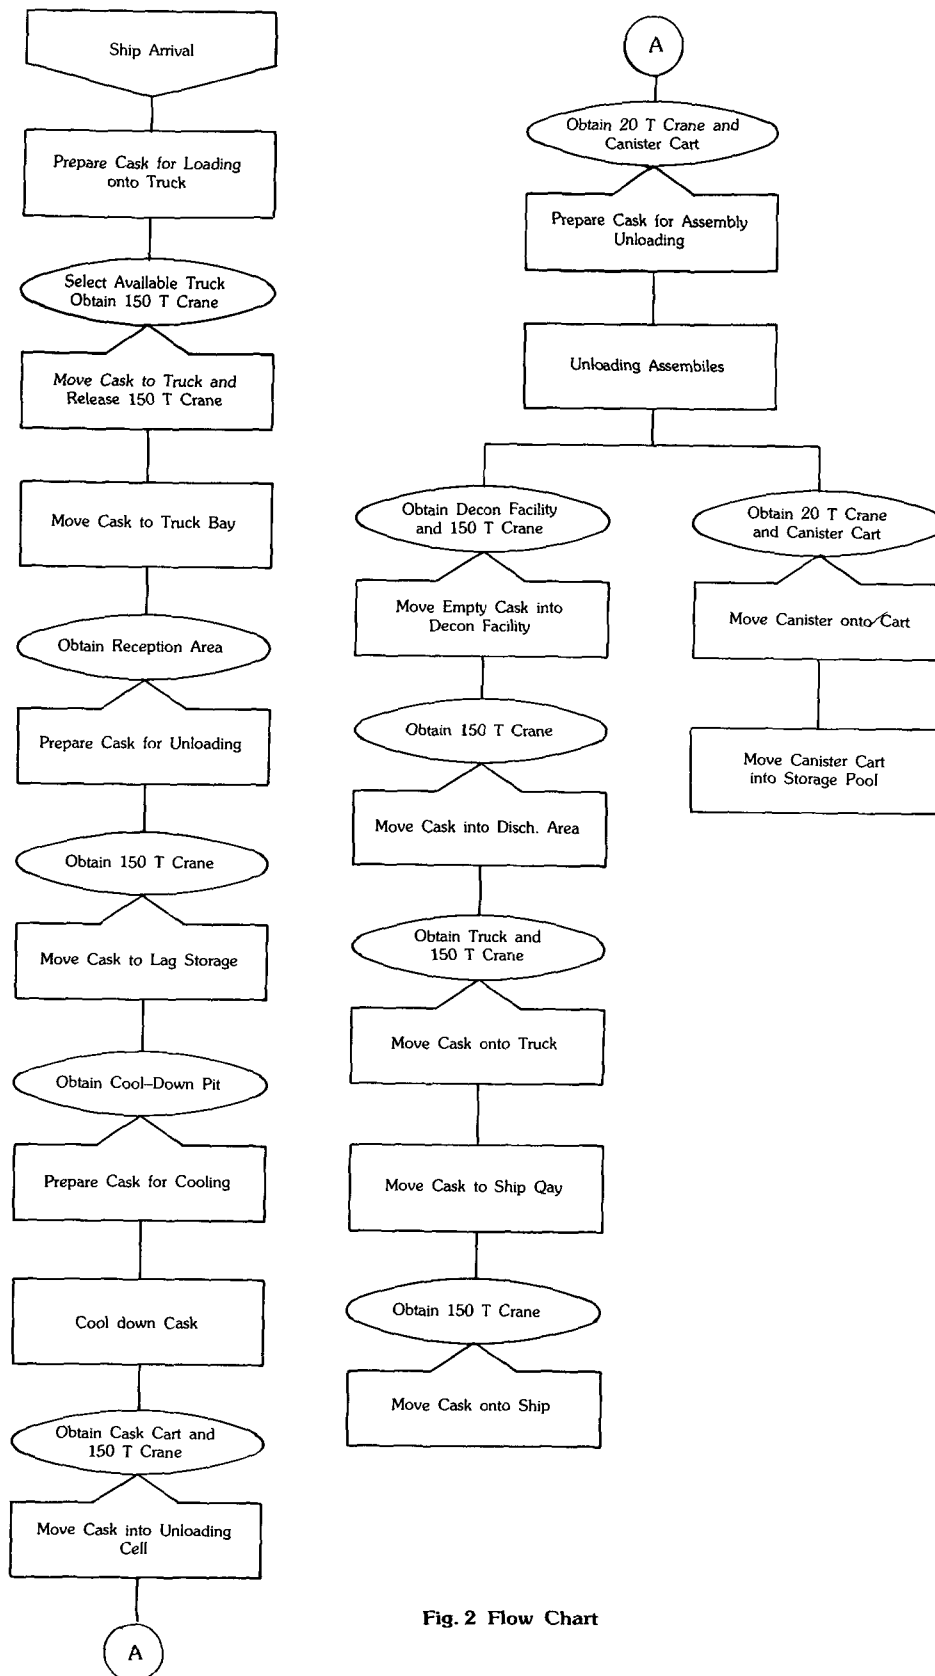 Ship Arrival
Prepare Cask for Loading
onto Truck
Select Available Truck
Obtain 150 T Crane
Move Cask to Truck and
Release 150 T Crane
Move Cask to Truck Bay
Obtain Reception Area
Prepare Cask for Unloading
Obtain 150 T Crane
Move Cask to Lag Storage
Obtain Cool-Down Pit
Prepare Cask for Cooling
Cool down Cask
Obtain Cask Cart and
150 T Crane
Move Cask into Unloading
Cell
A
A
Obtain 20 T Crane and
Canister Cart
Prepare Cask for Assembly
Unloading
Unloading Assembiles
Obtain Decon Facility
and 150 T Crane
Move Empty Cask into
Decon Facility
Obtain 150 T Crane
Move Cask into Disch. Area
Obtain Truck and
150 T Crane
Move Cask onto Truck
Move Cask to Ship Qay
Obtain 150 T Crane
Move Cask onto Ship
Obtain 20 T Crane
and Canister Cart
Move Canister onto Cart
Move Canister Cart
into Storage Pool
Fig. 2 Flow Chart